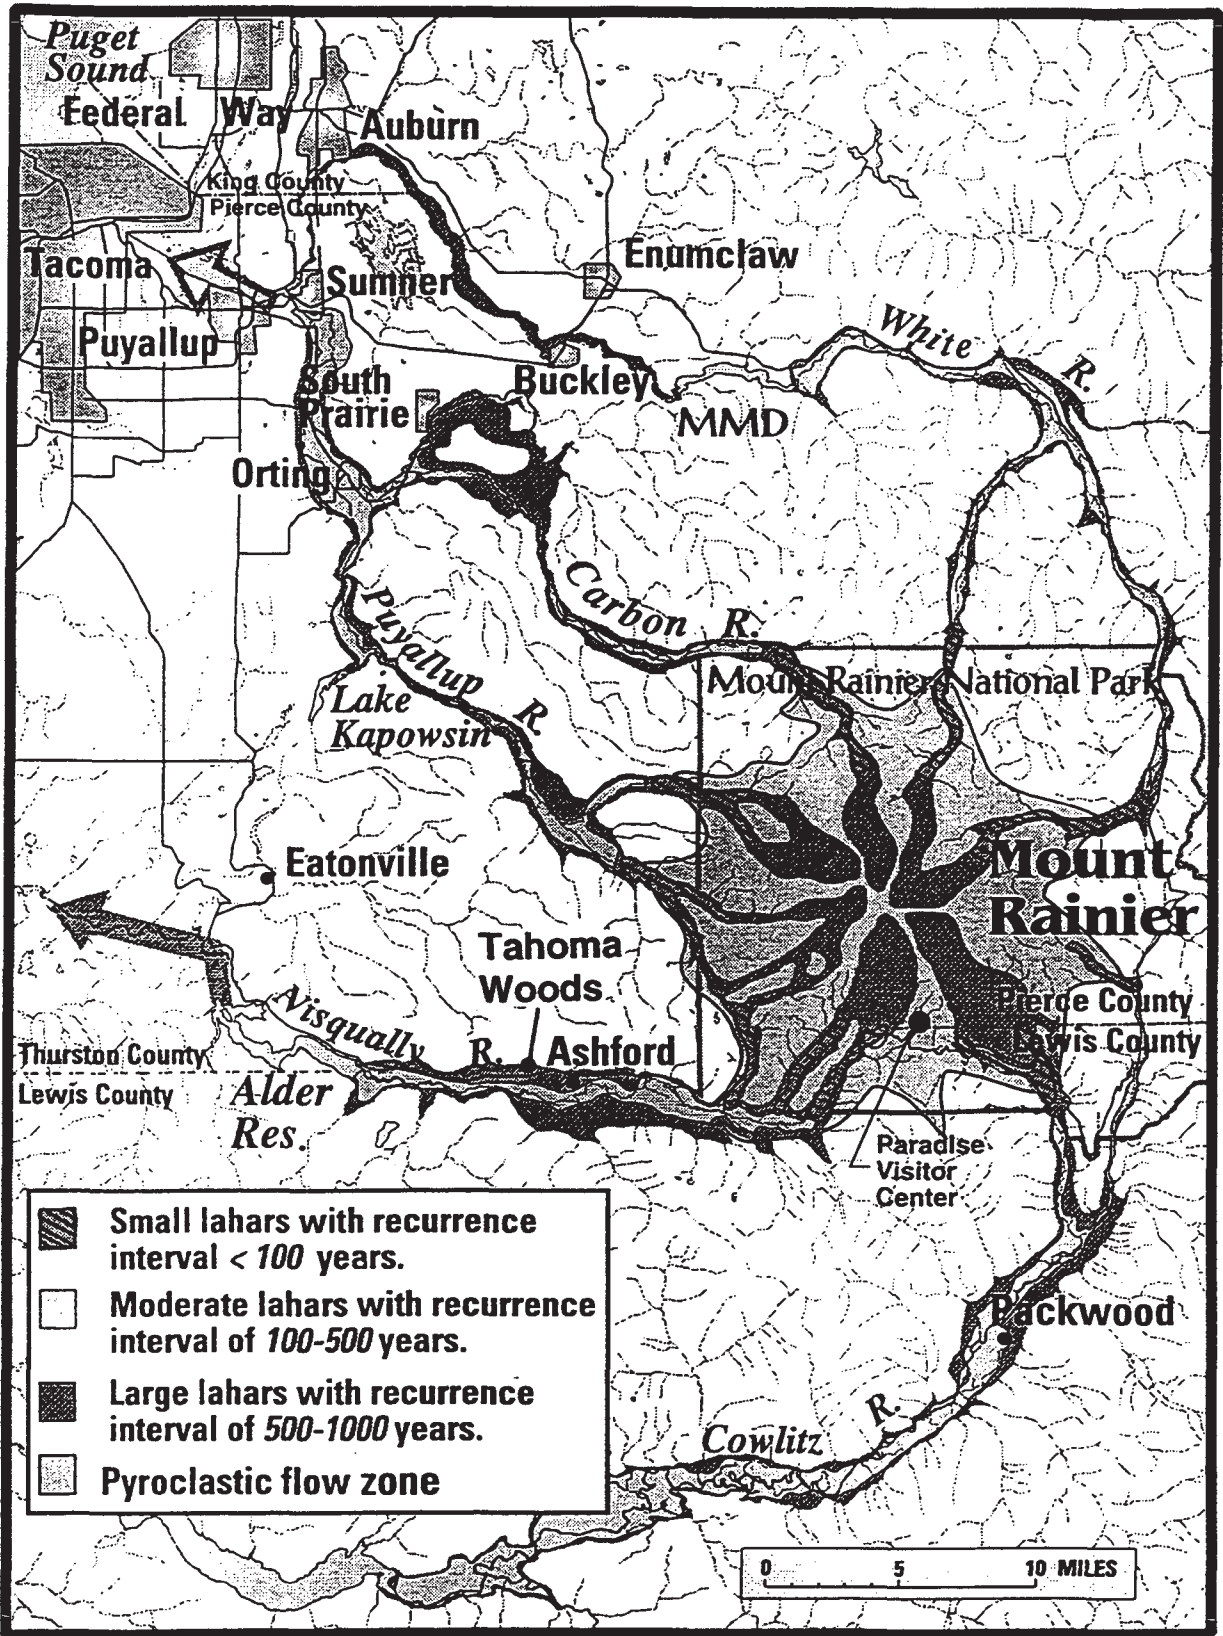 Puget
Sound
Federal Way
Auburn
King County
Pierce County
Tacoma
Enumclaw
Sumner
Puyallup
White R.
South
Prairie
Buckley
MMD
Orting
Carbon R.
Puyallup R.
Mount Rainier National Park
Lake
Kapowsin
Eatonville
Mount
Rainier
Tahoma
Woods
Nisqually R.
Ashford
Pierce County
Lewis County
Thurston County
Lewis County
Alder
Res.
Paradise
Visitor
Center
Small lahars with recurrence
interval < 100 years.
Moderate lahars with recurrence
interval of 100-500 years.
Large lahars with recurrence
interval of 500-1000 years.
Pyroclastic flow zone
Packwood
Cowlitz R.
0 5 10 MILES